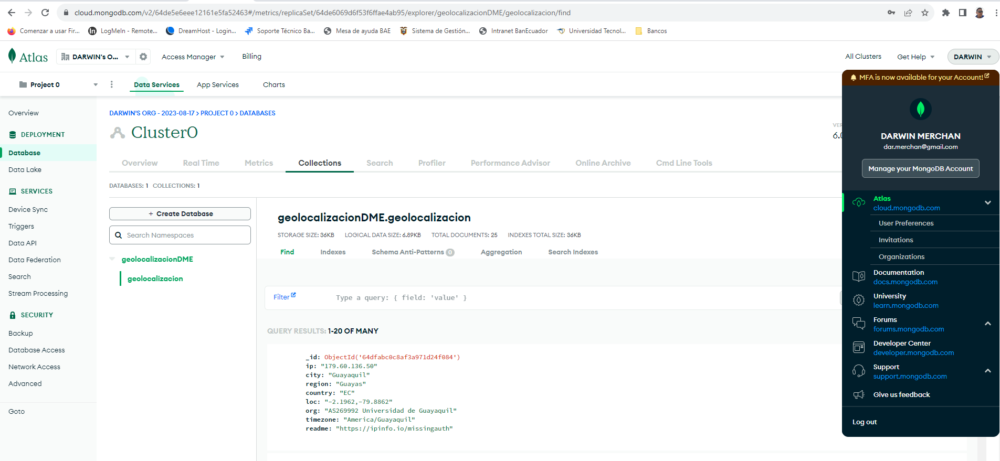 cloud.mongodb.com/v2/64de5e6eee12161e5fa52463#/metrics/replicaSet/64de6069d6f53f6ffae4ab95/explorer/geolocalizacionDME/geolocalizacion/find
Comenzar a usar Fir... LogMeIn - Remote... DreamHost - Login... Soporte Técnico Ba... Mesa de ayuda BAE Sistema de Gestión... Intranet BanEcuador Universidad Tecnol... Bancos
Atlas DARWIN's O... Access Manager Billing All Clusters Get Help DARWIN
Project 0 Data Services App Services Charts
Overview
DEPLOYMENT
Database
Data Lake
SERVICES
Device Sync
Triggers
Data API
Data Federation
Search
Stream Processing
SECURITY
Backup
Database Access
Network Access
Advanced
Goto
DARWIN'S ORG - 2023-08-17 > PROJECT 0 > DATABASES
Cluster0
VER
6.0
Overview Real Time Metrics Collections Search Profiler Performance Advisor Online Archive Cmd Line Tools
DATABASES: 1 COLLECTIONS: 1
+ Create Database
Search Namespaces
geolocalizacionDME
geolocalizacion
geolocalizacionDME.geolocalizacion
STORAGE SIZE: 36KB LOGICAL DATA SIZE: 6.89KB TOTAL DOCUMENTS: 25 INDEXES TOTAL SIZE: 36KB
Find Indexes Schema Anti-Patterns 0 Aggregation Search Indexes
Filter Type a query: { field: 'value' }
QUERY RESULTS: 1-20 OF MANY
_id: ObjectId('64dfabc0c8af3a971d24f084')
ip: "179.60.136.50"
city: "Guayaquil"
region: "Guayas"
country: "EC"
loc: "-2.1962,-79.8862"
org: "AS269992 Universidad de Guayaquil"
timezone: "America/Guayaquil"
readme: "https://ipinfo.io/missingauth"
MFA is now available for your Account!
DARWIN MERCHAN
dar.merchan@gmail.com
Manage your MongoDB Account
Atlas
cloud.mongodb.com
User Preferences
Invitations
Organizations
Documentation
docs.mongodb.com
University
learn.mongodb.com
Forums
forums.mongodb.com
Developer Center
developer.mongodb.com
Support
support.mongodb.com
Give us feedback
Log out